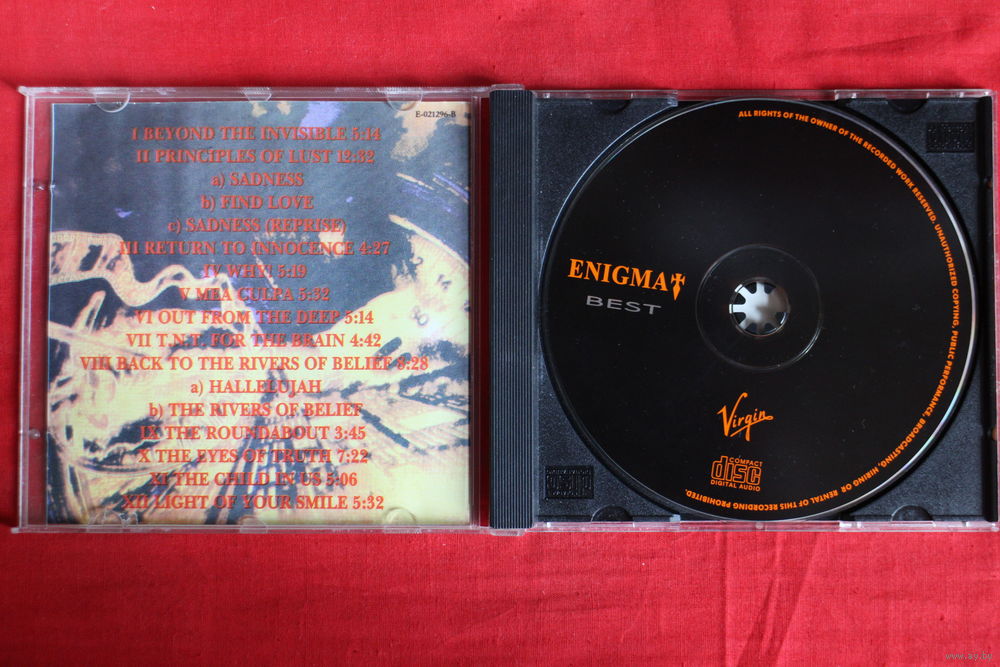 E-021296-B
I BEYOND THE INVISIBLE 5:14
II PRINCIPLES OF LUST 12:32
a) SADNESS
b) FIND LOVE
c) SADNESS (REPRISE)
III RETURN TO INNOCENCE 4:27
IV WHY! 5:19
V MEA CULPA 5:32
VI OUT FROM THE DEEP 5:14
VII T.N.T. FOR THE BRAIN 4:42
VIII BACK TO THE RIVERS OF BELIEF 8:28
a) HALLELUJAH
b) THE RIVERS OF BELIEF
IX THE ROUNDABOUT 3:45
X THE EYES OF TRUTH 7:22
XI THE CHILD IN US 5:06
XII LIGHT OF YOUR SMILE 5:32
ALL RIGHTS OF THE OWNER OF THE RECORDED WORK RESERVED. UNAUTHORIZED COPYING, PUBLIC PERFORMANCE, BROADCASTING, HIRING OR RENTAL OF THIS RECORDING PROHIBITED.
ENIGMA
BEST
Virgin
COMPACT
disc
DIGITAL AUDIO
www.ay.by